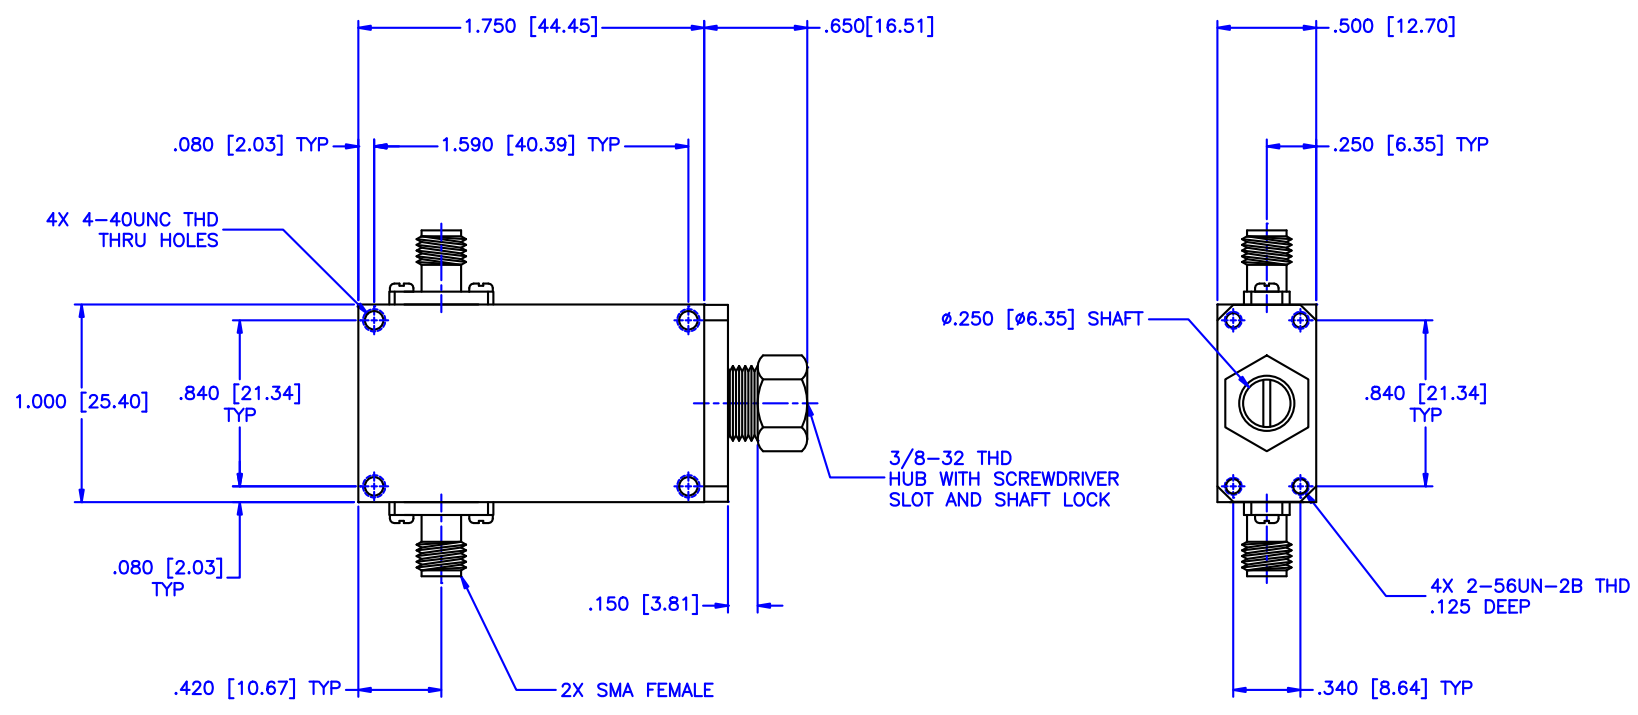 1.750 [44.45]
.650[16.51]
.500 [12.70]
.080 [2.03] TYP
1.590 [40.39] TYP
.250 [6.35] TYP
4X 4-40UNC THD
THRU HOLES
ø.250 [ø6.35] SHAFT
1.000 [25.40]
.840 [21.34]
TYP
.840 [21.34]
TYP
3/8-32 THD
HUB WITH SCREWDRIVER
SLOT AND SHAFT LOCK
.080 [2.03]
TYP
.150 [3.81]
4X 2-56UN-2B THD
.125 DEEP
.420 [10.67] TYP
2X SMA FEMALE
.340 [8.64] TYP